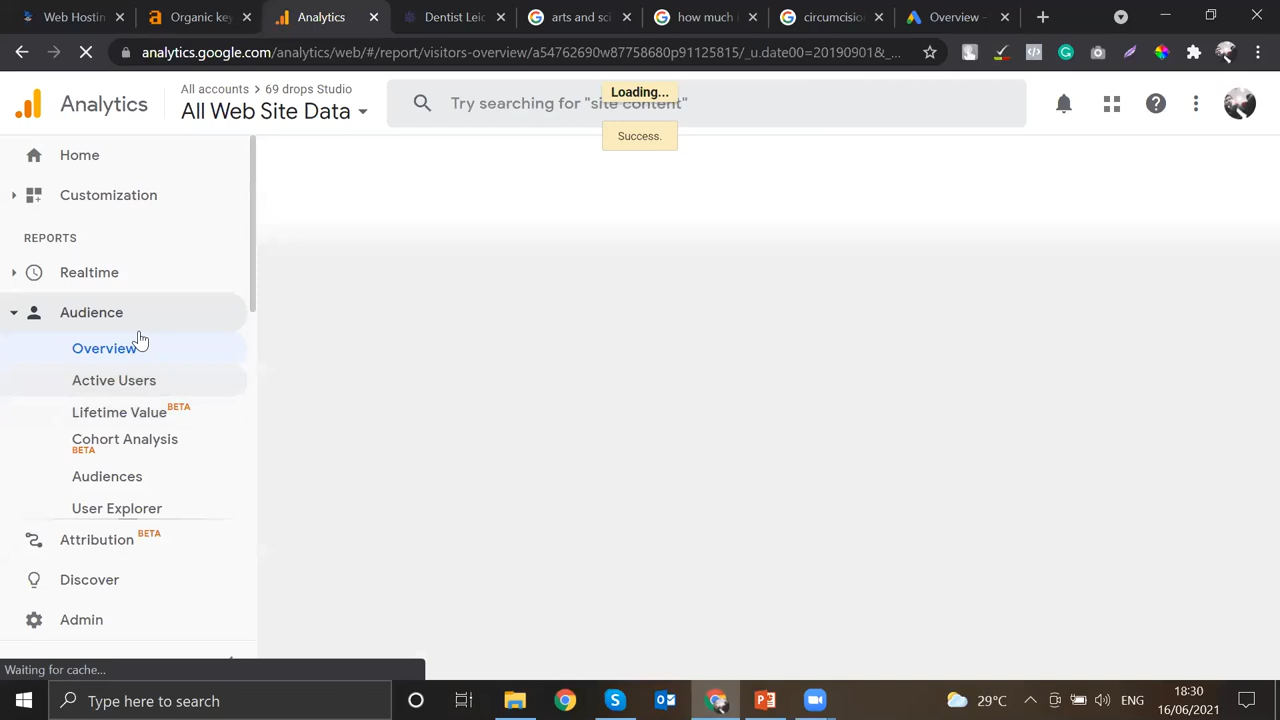 Web Hostin
Organic key
Analytics
Dentist Leic
arts and sci
how much
circumcision
Overview -
analytics.google.com/analytics/web/#/report/visitors-overview/a54762690w87758680p91125815/_u.date00=20190901&_...
Analytics
All accounts > 69 drops Studio
All Web Site Data
Try searching for "site content"
Loading...
Success.
Home
Customization
REPORTS
Realtime
Audience
Overview
Active Users
Lifetime Value BETA
Cohort Analysis
BETA
Audiences
User Explorer
Attribution BETA
Discover
Admin
Waiting for cache...
Type here to search
29°C
ENG
18:30
16/06/2021